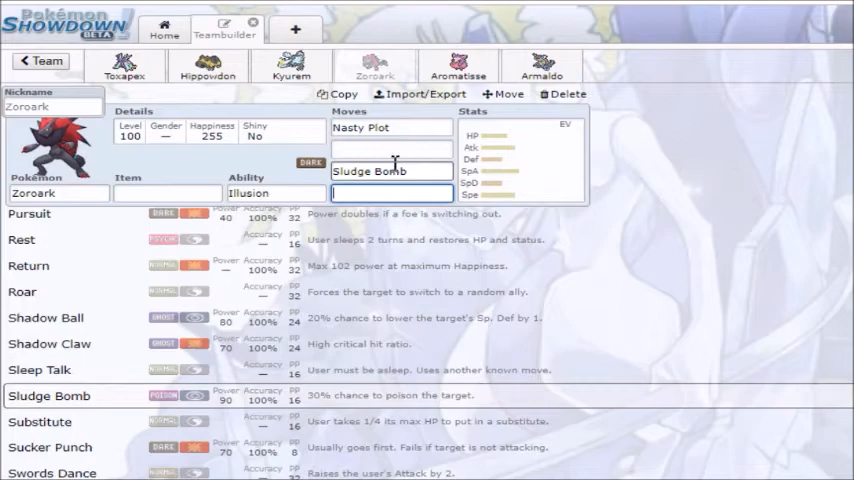 Pokémon
SHOWDOWN!
BETA
Home
Teambuilder
+
< Team
Toxapex
Hippowdon
Kyurem
Zoroark
Aromatisse
Armaldo
Copy
Import/Export
Move
Delete
Nickname
Zoroark
Details
Level
100
Gender
—
Happiness
255
Shiny
No
DARK
Pokémon
Zoroark
Item
Ability
Illusion
Moves
Nasty Plot
Sludge Bomb
Stats
EV
HP
Atk
Def
SpA
SpD
Spe
Pursuit DARK Power 40 Accuracy 100% PP 32 Power doubles if a foe is switching out.
Rest PSYCHC Accuracy — PP 16 User sleeps 2 turns and restores HP and status.
Return NORMAL Power — Accuracy 100% PP 32 Max 102 power at maximum Happiness.
Roar NORMAL Accuracy — PP 32 Forces the target to switch to a random ally.
Shadow Ball GHOST Power 80 Accuracy 100% PP 24 20% chance to lower the target's Sp. Def by 1.
Shadow Claw GHOST Power 70 Accuracy 100% PP 24 High critical hit ratio.
Sleep Talk NORMAL Accuracy — PP 16 User must be asleep. Uses another known move.
Sludge Bomb POISON Power 90 Accuracy 100% PP 16 30% chance to poison the target.
Substitute NORMAL Accuracy — PP 16 User takes 1/4 its max HP to put in a substitute.
Sucker Punch DARK Power 70 Accuracy 100% PP 8 Usually goes first. Fails if target is not attacking.
Swords Dance NORMAL Accuracy — PP Raises the user's Attack by 2.